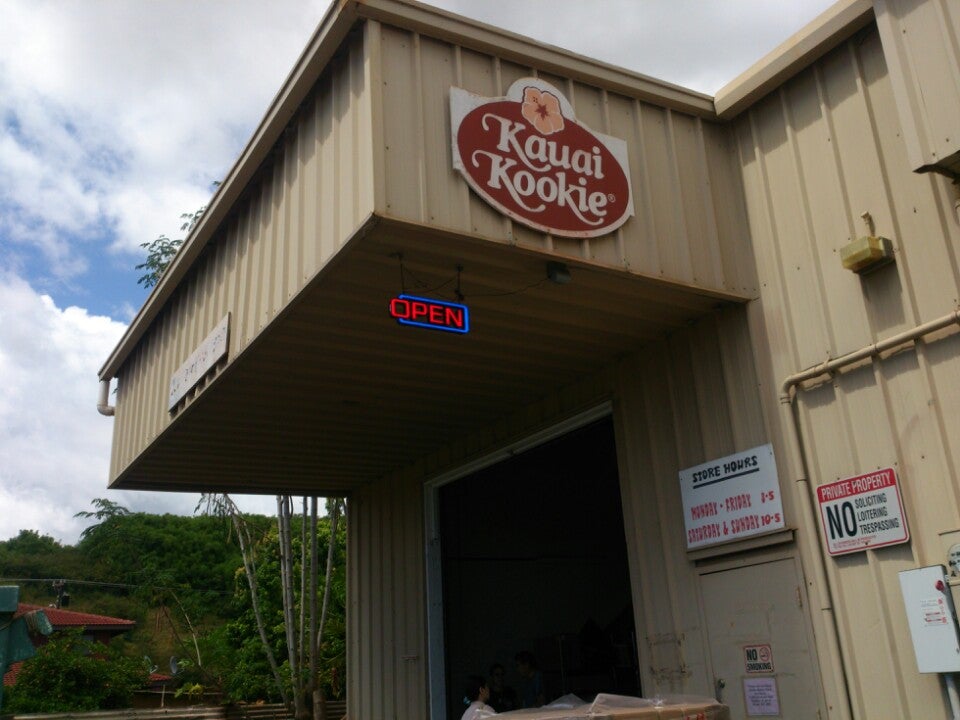 Kauai
Kookie®
OPEN
STORE HOURS
MONDAY - FRIDAY 8-5
SATURDAY & SUNDAY 10-5
PRIVATE PROPERTY
NO
SOLICITING
LOITERING
TRESPASSING
NO
SMOKING